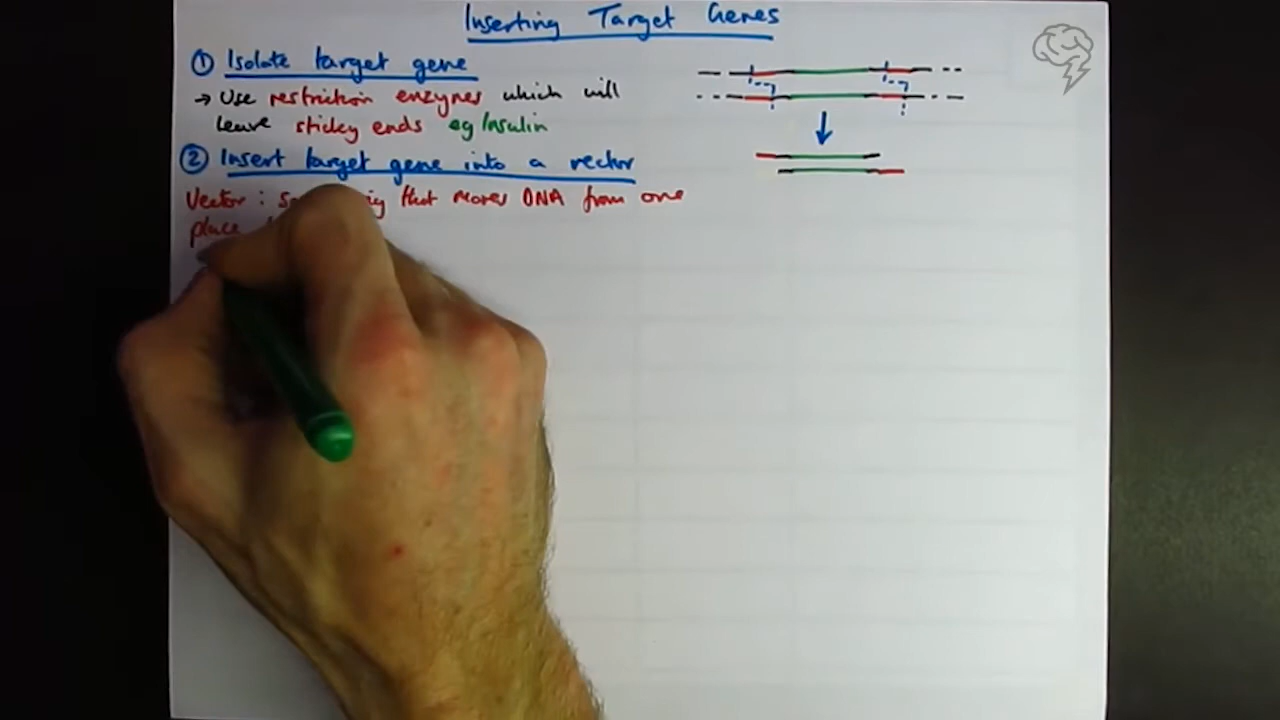 Inserting Target Genes
① Isolate target gene
→ Use restriction enzymes which will
leave sticky ends eg Insulin
② Insert target gene into a vector
Vector : that moves DNA from one
place